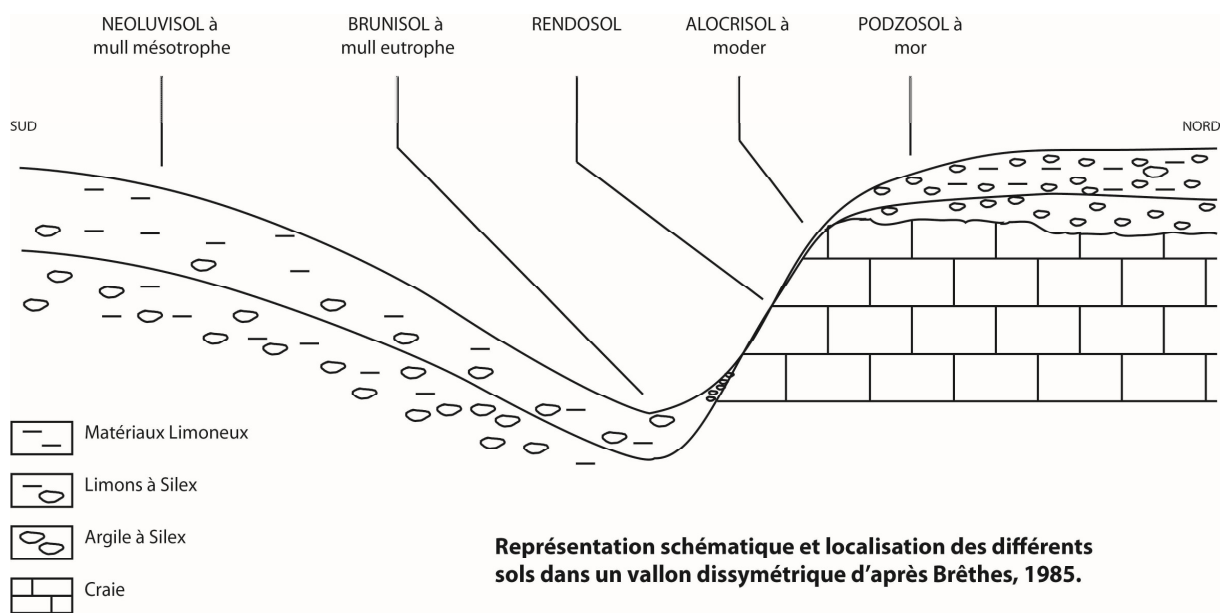 NEOLUVISOL à
mull mésotrophe
BRUNISOL à
mull eutrophe
RENDOSOL
ALOCRISOL à
moder
PODZOSOL à
mor
SUD
NORD
Matériaux Limoneux
Limons à Silex
Argile à Silex
Craie
Représentation schématique et localisation des différents
sols dans un vallon dissymétrique d’après Brêthes, 1985.